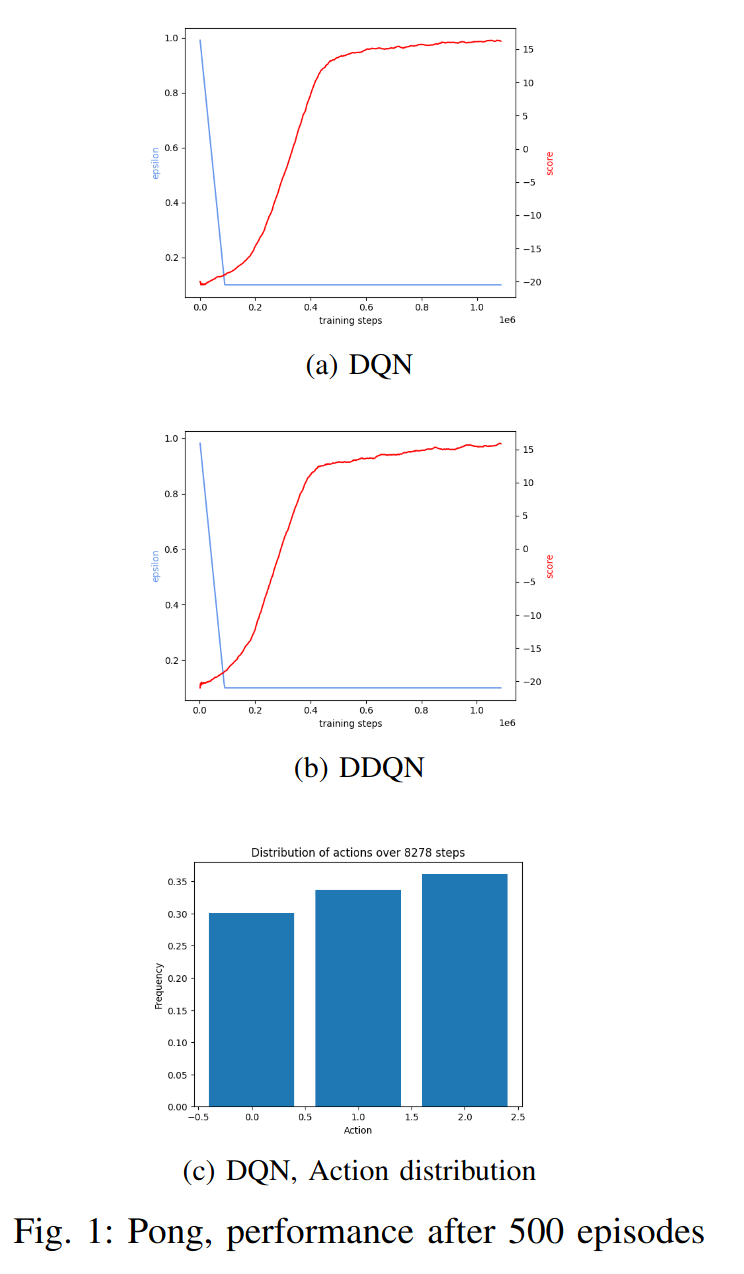 1.0
0.8
0.6
0.4
0.2
epsilon
15
10
5
0
−5
−10
−15
−20
score
0.0 0.2 0.4 0.6 0.8 1.0
training steps
1e6
(a) DQN
1.0
0.8
0.6
0.4
0.2
epsilon
15
10
5
0
−5
−10
−15
−20
score
0.0 0.2 0.4 0.6 0.8 1.0
training steps
1e6
(b) DDQN
Distribution of actions over 8278 steps
0.35
0.30
0.25
0.20
0.15
0.10
0.05
0.00
Frequency
−0.5 0.0 0.5 1.0 1.5 2.0 2.5
Action
(c) DQN, Action distribution
Fig. 1: Pong, performance after 500 episodes